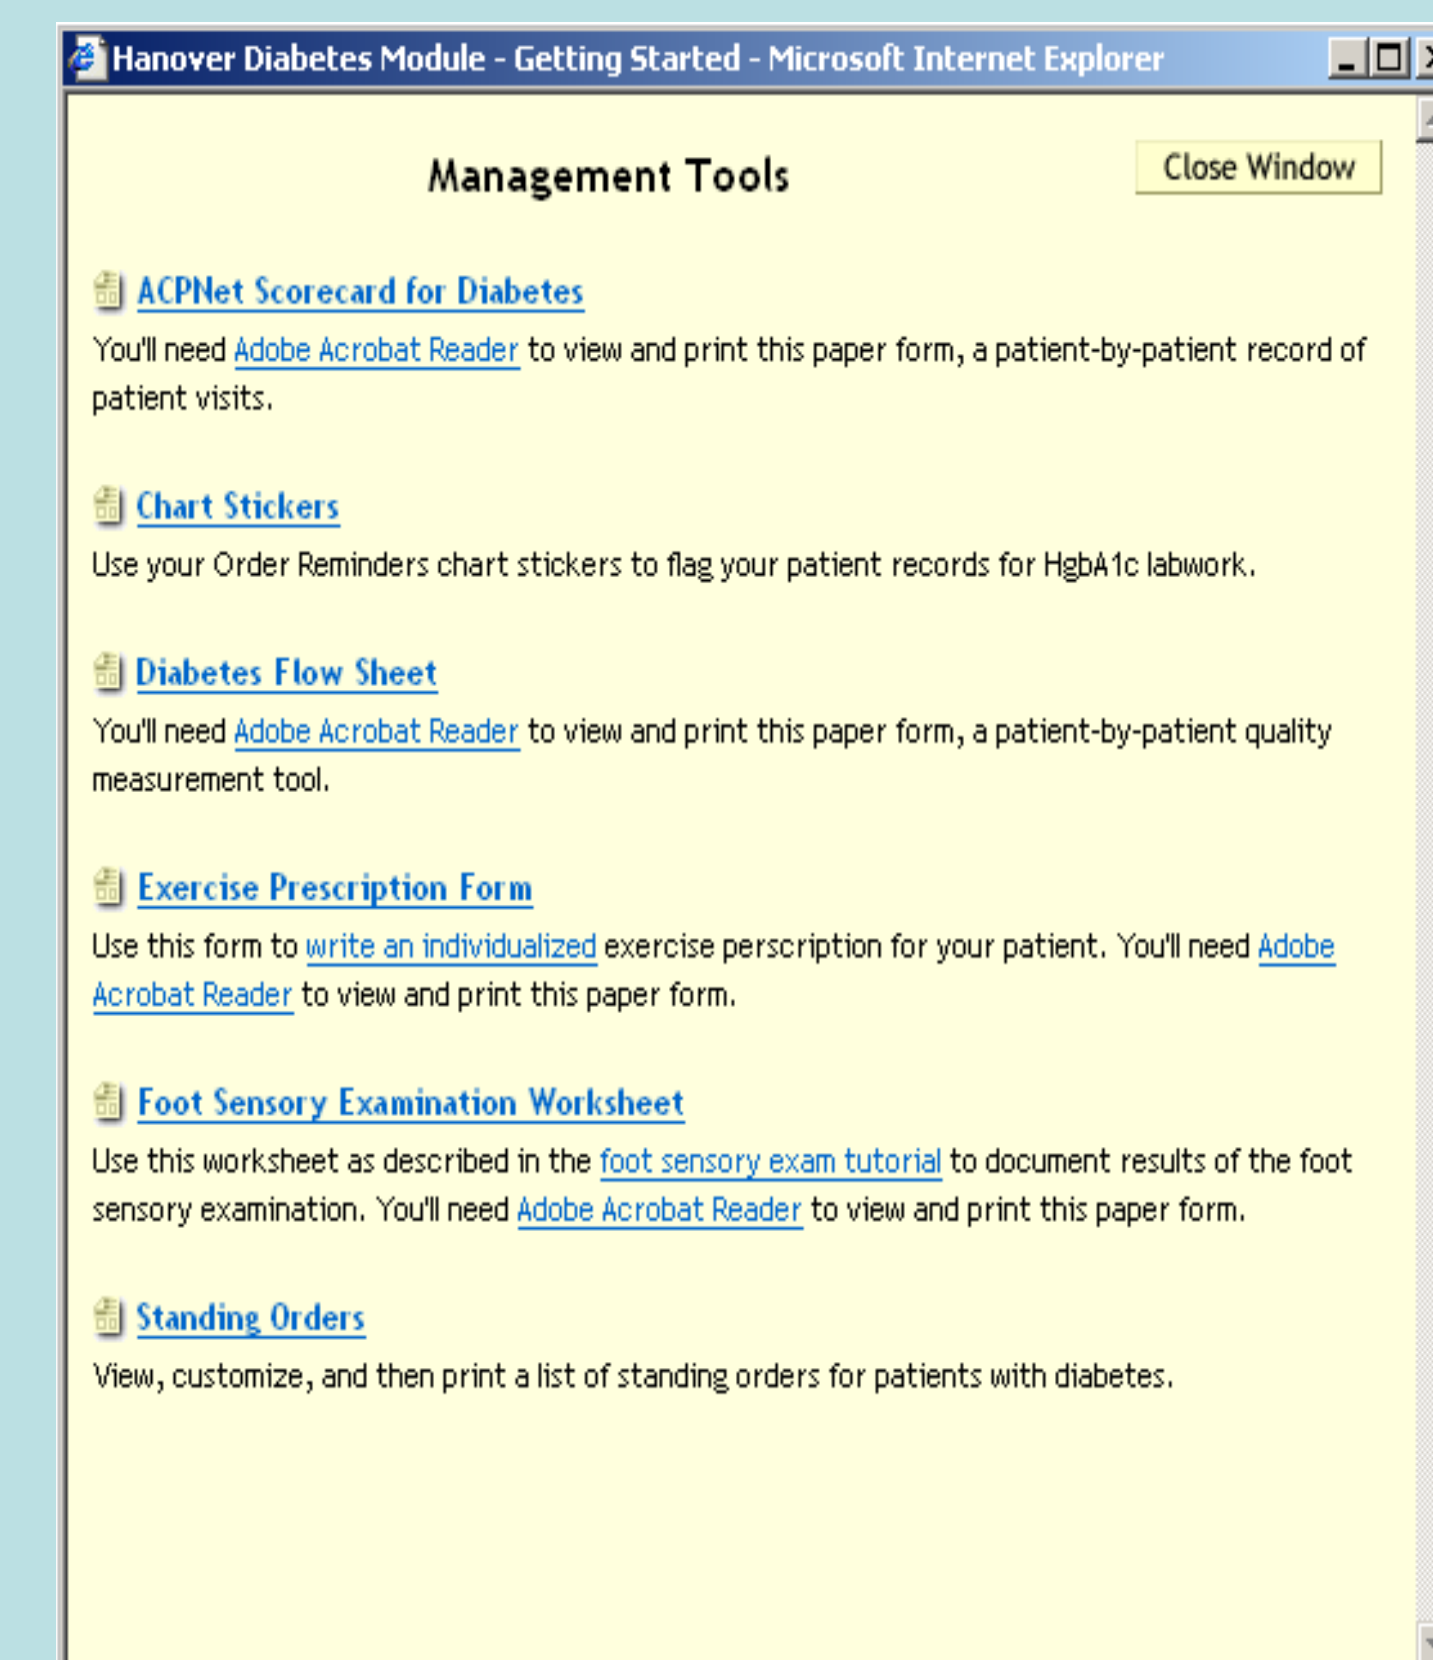 Hanover Diabetes Module - Getting Started - Microsoft Internet Explorer
Management Tools
Close Window
ACPNet Scorecard for Diabetes
You'll need Adobe Acrobat Reader to view and print this paper form, a patient-by-patient record of
patient visits.
Chart Stickers
Use your Order Reminders chart stickers to flag your patient records for HgbA1c labwork.
Diabetes Flow Sheet
You'll need Adobe Acrobat Reader to view and print this paper form, a patient-by-patient quality
measurement tool.
Exercise Prescription Form
Use this form to write an individualized exercise perscription for your patient. You'll need Adobe
Acrobat Reader to view and print this paper form.
Foot Sensory Examination Worksheet
Use this worksheet as described in the foot sensory exam tutorial to document results of the foot
sensory examination. You'll need Adobe Acrobat Reader to view and print this paper form.
Standing Orders
View, customize, and then print a list of standing orders for patients with diabetes.